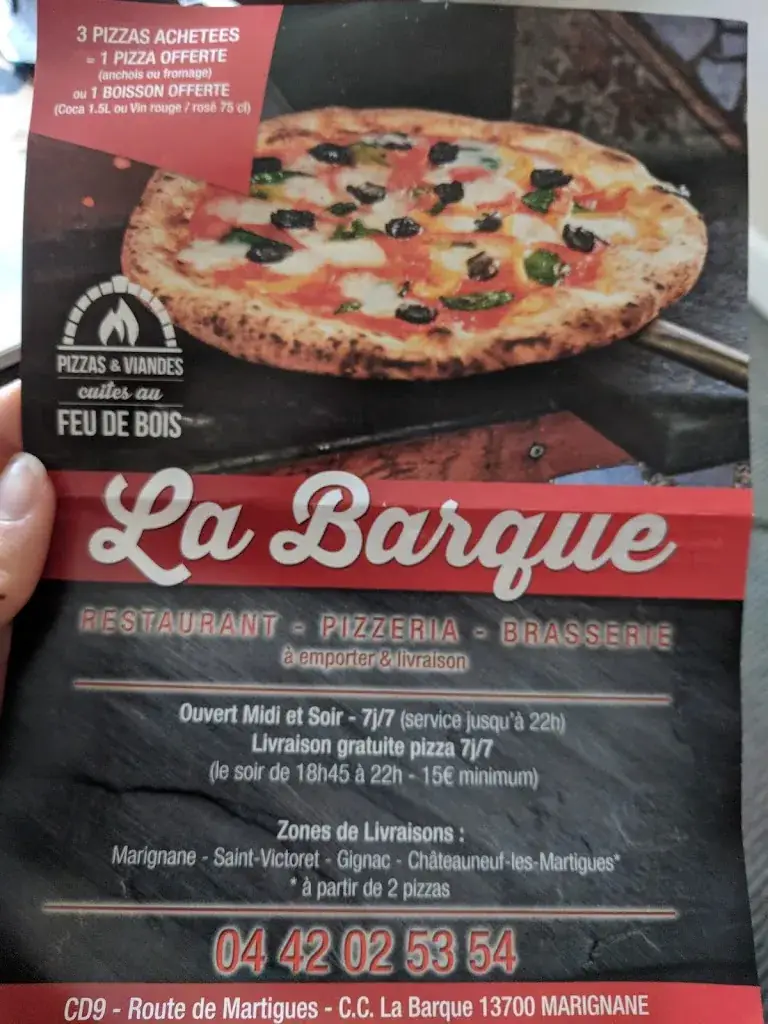 3 PIZZAS ACHETEES
= 1 PIZZA OFFERTE
(anchois ou fromage)
ou 1 BOISSON OFFERTE
(Coca 1.5L ou Vin rouge / rosé 75 cl)
PIZZAS & VIANDES
cuites au
FEU DE BOIS
La Barque
RESTAURANT - PIZZERIA - BRASSERIE
à emporter & livraison
Ouvert Midi et Soir - 7j/7 (service jusqu'à 22h)
Livraison gratuite pizza 7j/7
(le soir de 18h45 à 22h - 15€ minimum)
Zones de Livraisons :
Marignane - Saint-Victoret - Gignac - Châteauneuf-les-Martigues*
* à partir de 2 pizzas
04 42 02 53 54
CD9 - Route de Martigues - C.C. La Barque 13700 MARIGNANE